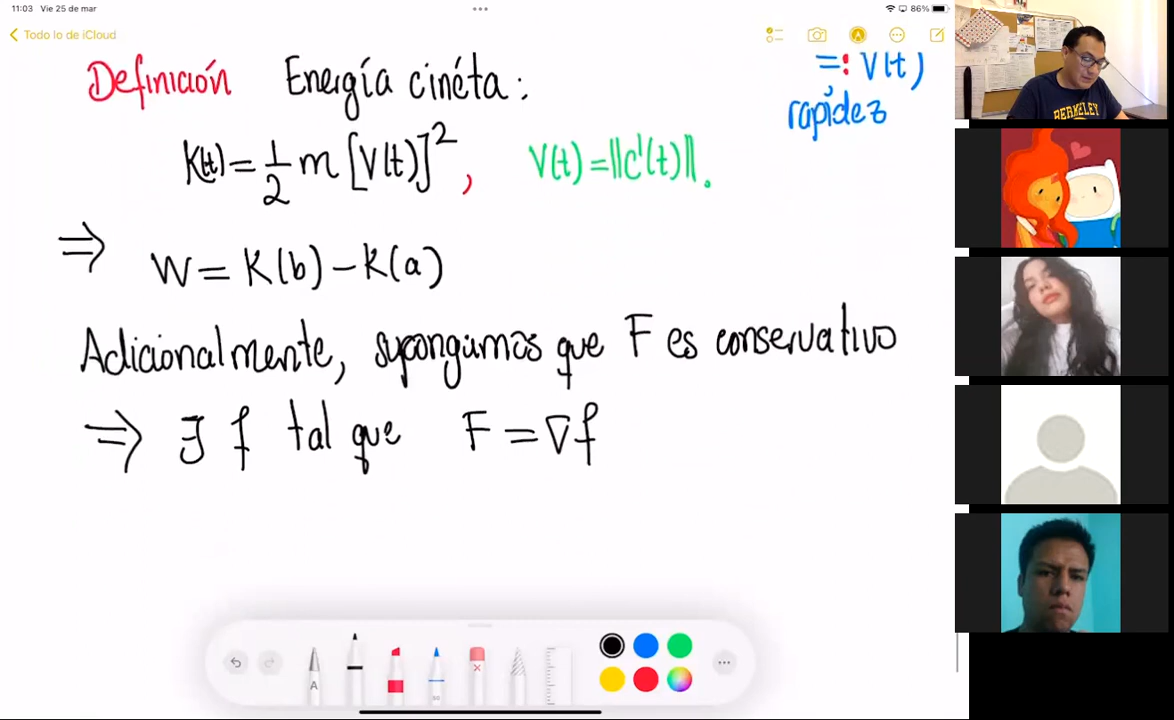 11:03 Vie 25 de mar
86%
Todo lo de iCloud
=: V(t)
rapidez
Definición Energía cinéta:
K(t) = 1/2 m [V(t)]², V(t) = ||c'(t)||.
⇒ W = K(b) - K(a)
Adicionalmente, supongamos que F es conservativo
⇒ ∃ f tal que F = ∇f
A
BERKELEY